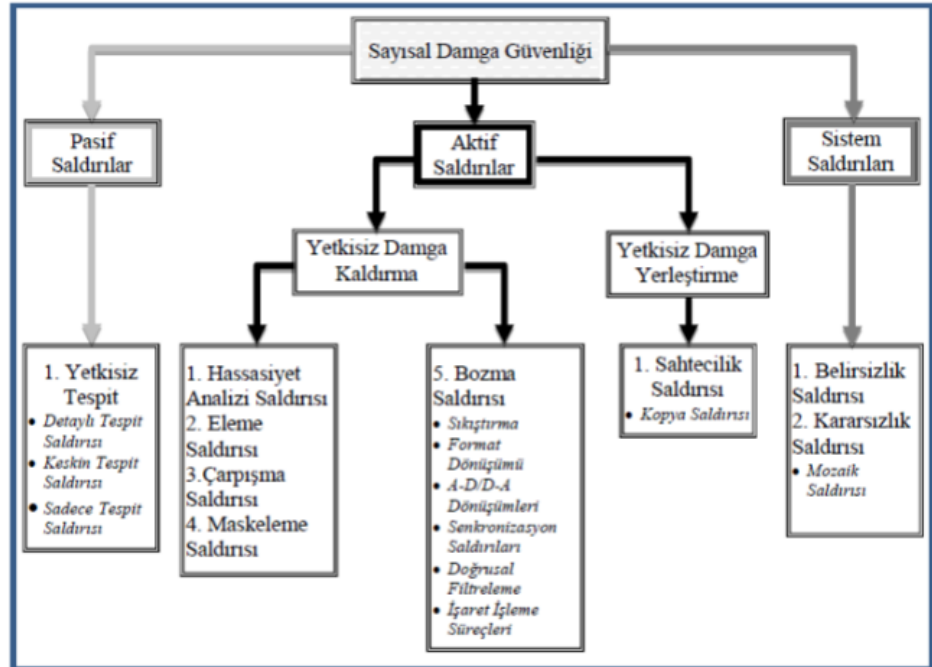 Sayısal Damga Güvenliği
Pasif
Saldırılar
Aktif
Saldırılar
Sistem
Saldırıları
Yetkisiz Damga
Kaldırma
Yetkisiz Damga
Yerleştirme
1. Yetkisiz
Tespit
• Detaylı Tespit
Saldırısı
• Keskin Tespit
Saldırısı
• Sadece Tespit
Saldırısı
1. Hassasiyet
Analizi Saldırısı
2. Eleme
Saldırısı
3.Çarpışma
Saldırısı
4. Maskeleme
Saldırısı
5. Bozma
Saldırısı
• Sıkıştırma
• Format
Dönüşümü
• A-D/D-A
Dönüşümleri
• Senkronizasyon
Saldırıları
• Doğrusal
Filtreleme
• İşaret İşleme
Süreçleri
1. Sahtecilik
Saldırısı
• Kopya Saldırısı
1. Belirsizlik
Saldırısı
2. Kararsızlık
Saldırısı
• Mozaik
Saldırısı